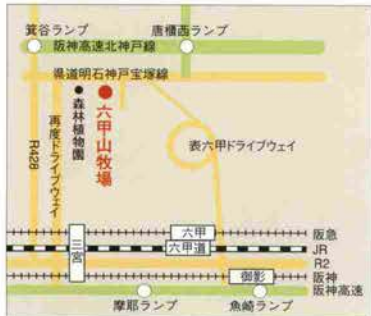 箕谷ランプ
唐櫃西ランプ
阪神高速北神戸線
県道明石神戸宝塚線
森林植物園
六甲山牧場
R428
再度ドライブウェイ
表六甲ドライブウェイ
三宮
六甲
阪急
六甲道
JR
R2
御影
阪神
阪神高速
摩耶ランプ
魚崎ランプ